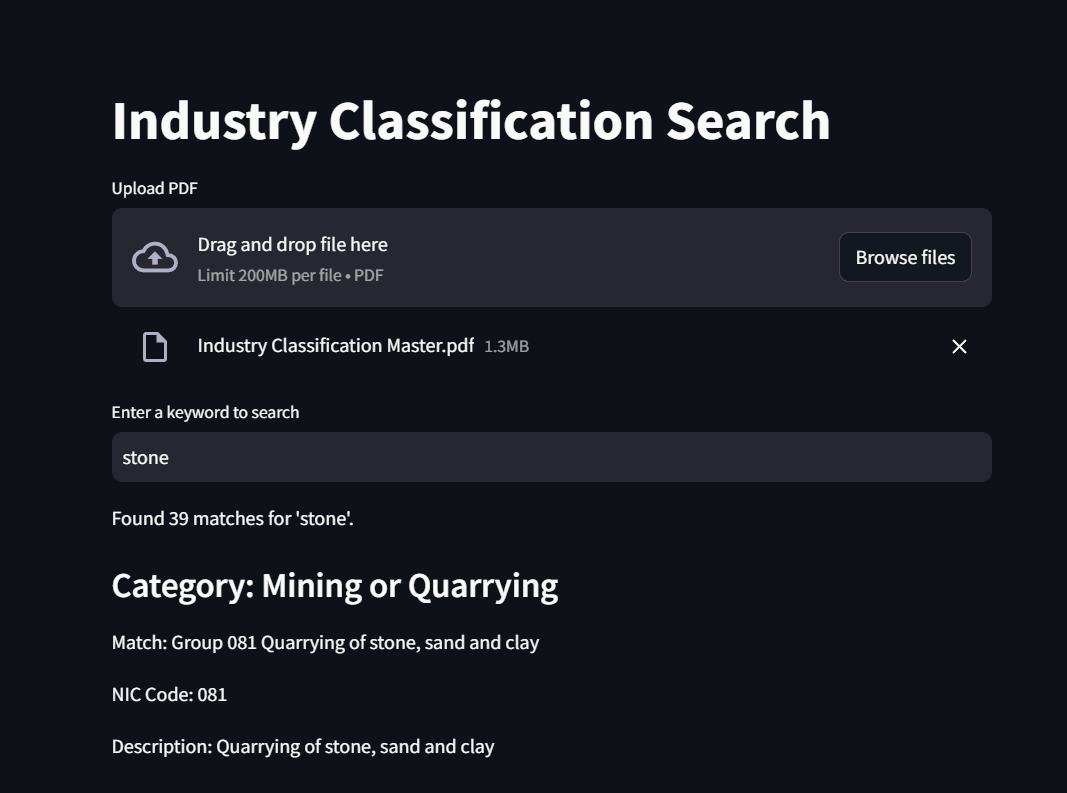 Industry Classification Search
Upload PDF
Drag and drop file here
Limit 200MB per file • PDF
Browse files
Industry Classification Master.pdf 1.3MB
Enter a keyword to search
stone
Found 39 matches for 'stone'.
Category: Mining or Quarrying
Match: Group 081 Quarrying of stone, sand and clay
NIC Code: 081
Description: Quarrying of stone, sand and clay